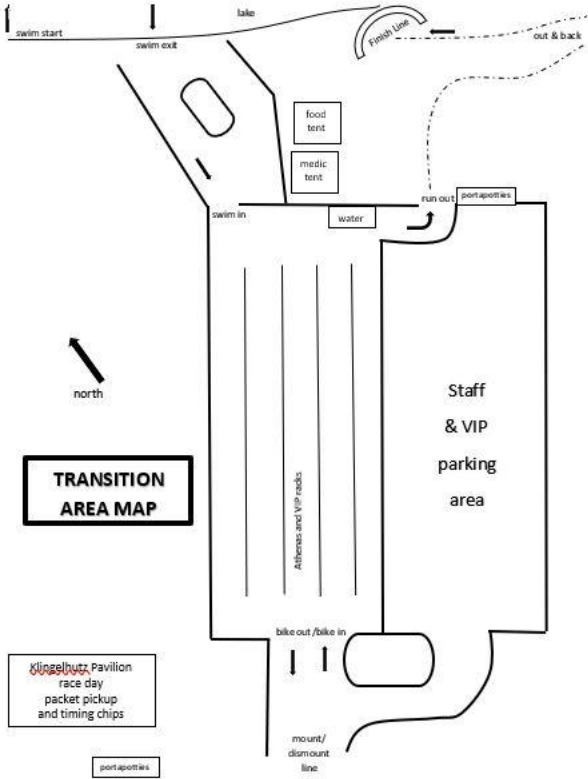 lake
swim start
swim exit
Finish Line
out & back
food
tent
medic
tent
run out
portapotties
swim in
water
north
Staff
& VIP
parking
area
TRANSITION
AREA MAP
Athenas and VIP racks
bike out /bike in
Klingelhutz Pavilion
race day
packet pickup
and timing chips
mount/
dismount
line
portapotties